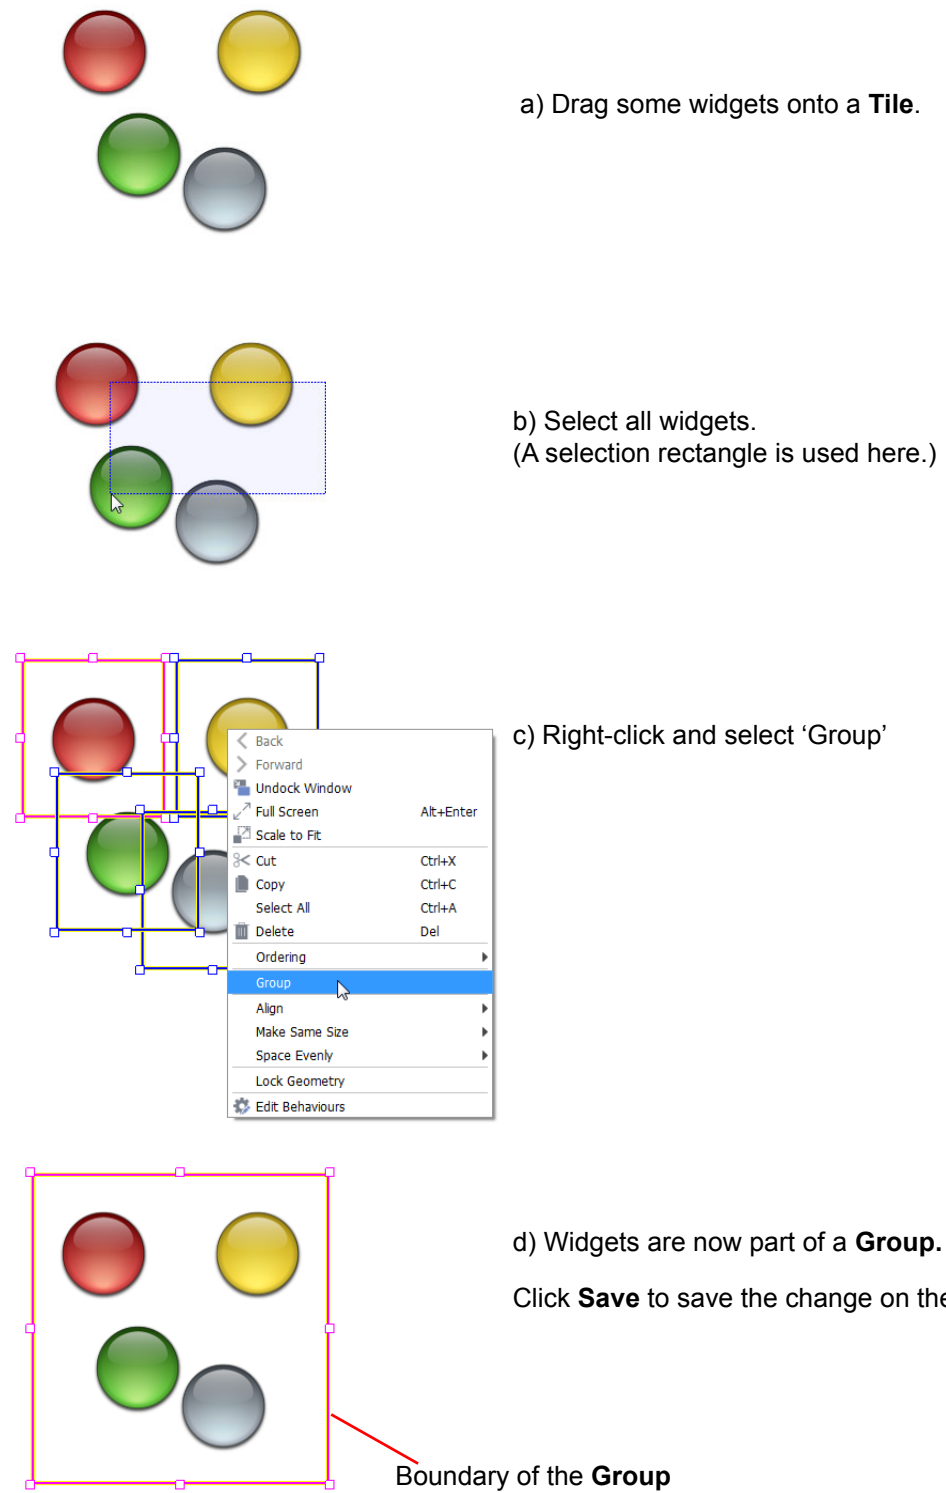 a) Drag some widgets onto a Tile.
b) Select all widgets.
(A selection rectangle is used here.)
c) Right-click and select ‘Group’
Back
Forward
Undock Window
Full Screen Alt+Enter
Scale to Fit
Cut Ctrl+X
Copy Ctrl+C
Select All Ctrl+A
Delete Del
Ordering
Group
Align
Make Same Size
Space Evenly
Lock Geometry
Edit Behaviours
d) Widgets are now part of a Group.
Click Save to save the change on the
Boundary of the Group